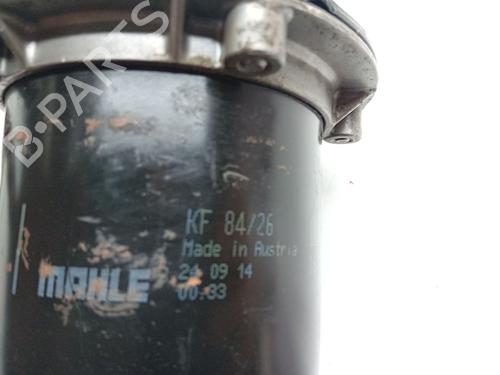 B-PARTS
KF 84/26
Made in Austria
24 09 14
00:33
MAHLE